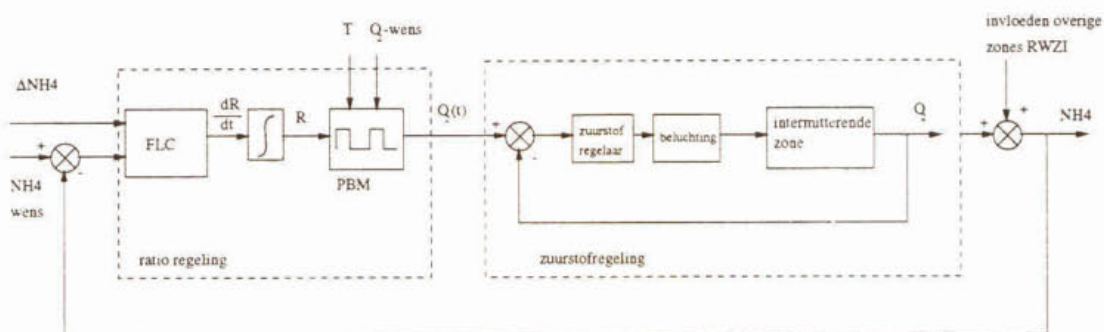 invloeden overige
zones RWZI
T
Q-wens
ΔNH4
dR
dt
R
Q(t)
Q
NH4
+
+
FLC
∫
+
-
zuurstof
regelaar
beluchting
intermitterende
zone
+
+
-
NH4
wens
PBM
ratio regeling
zuurstofregeling